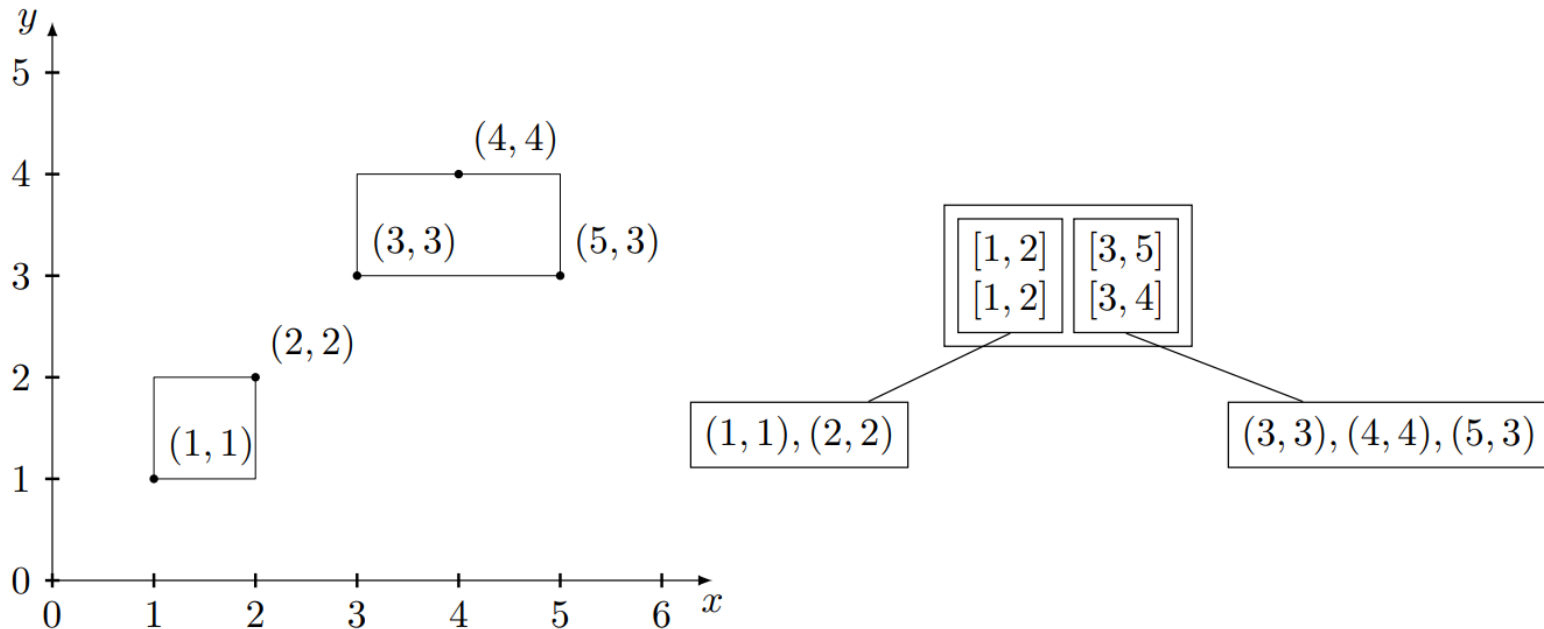 y
5
4
3
2
1
0
(4, 4)
(3, 3)
(5, 3)
(2, 2)
(1, 1)
0 1 2 3 4 5 6 x
[1, 2] [3, 5]
[1, 2] [3, 4]
(1, 1), (2, 2)
(3, 3), (4, 4), (5, 3)